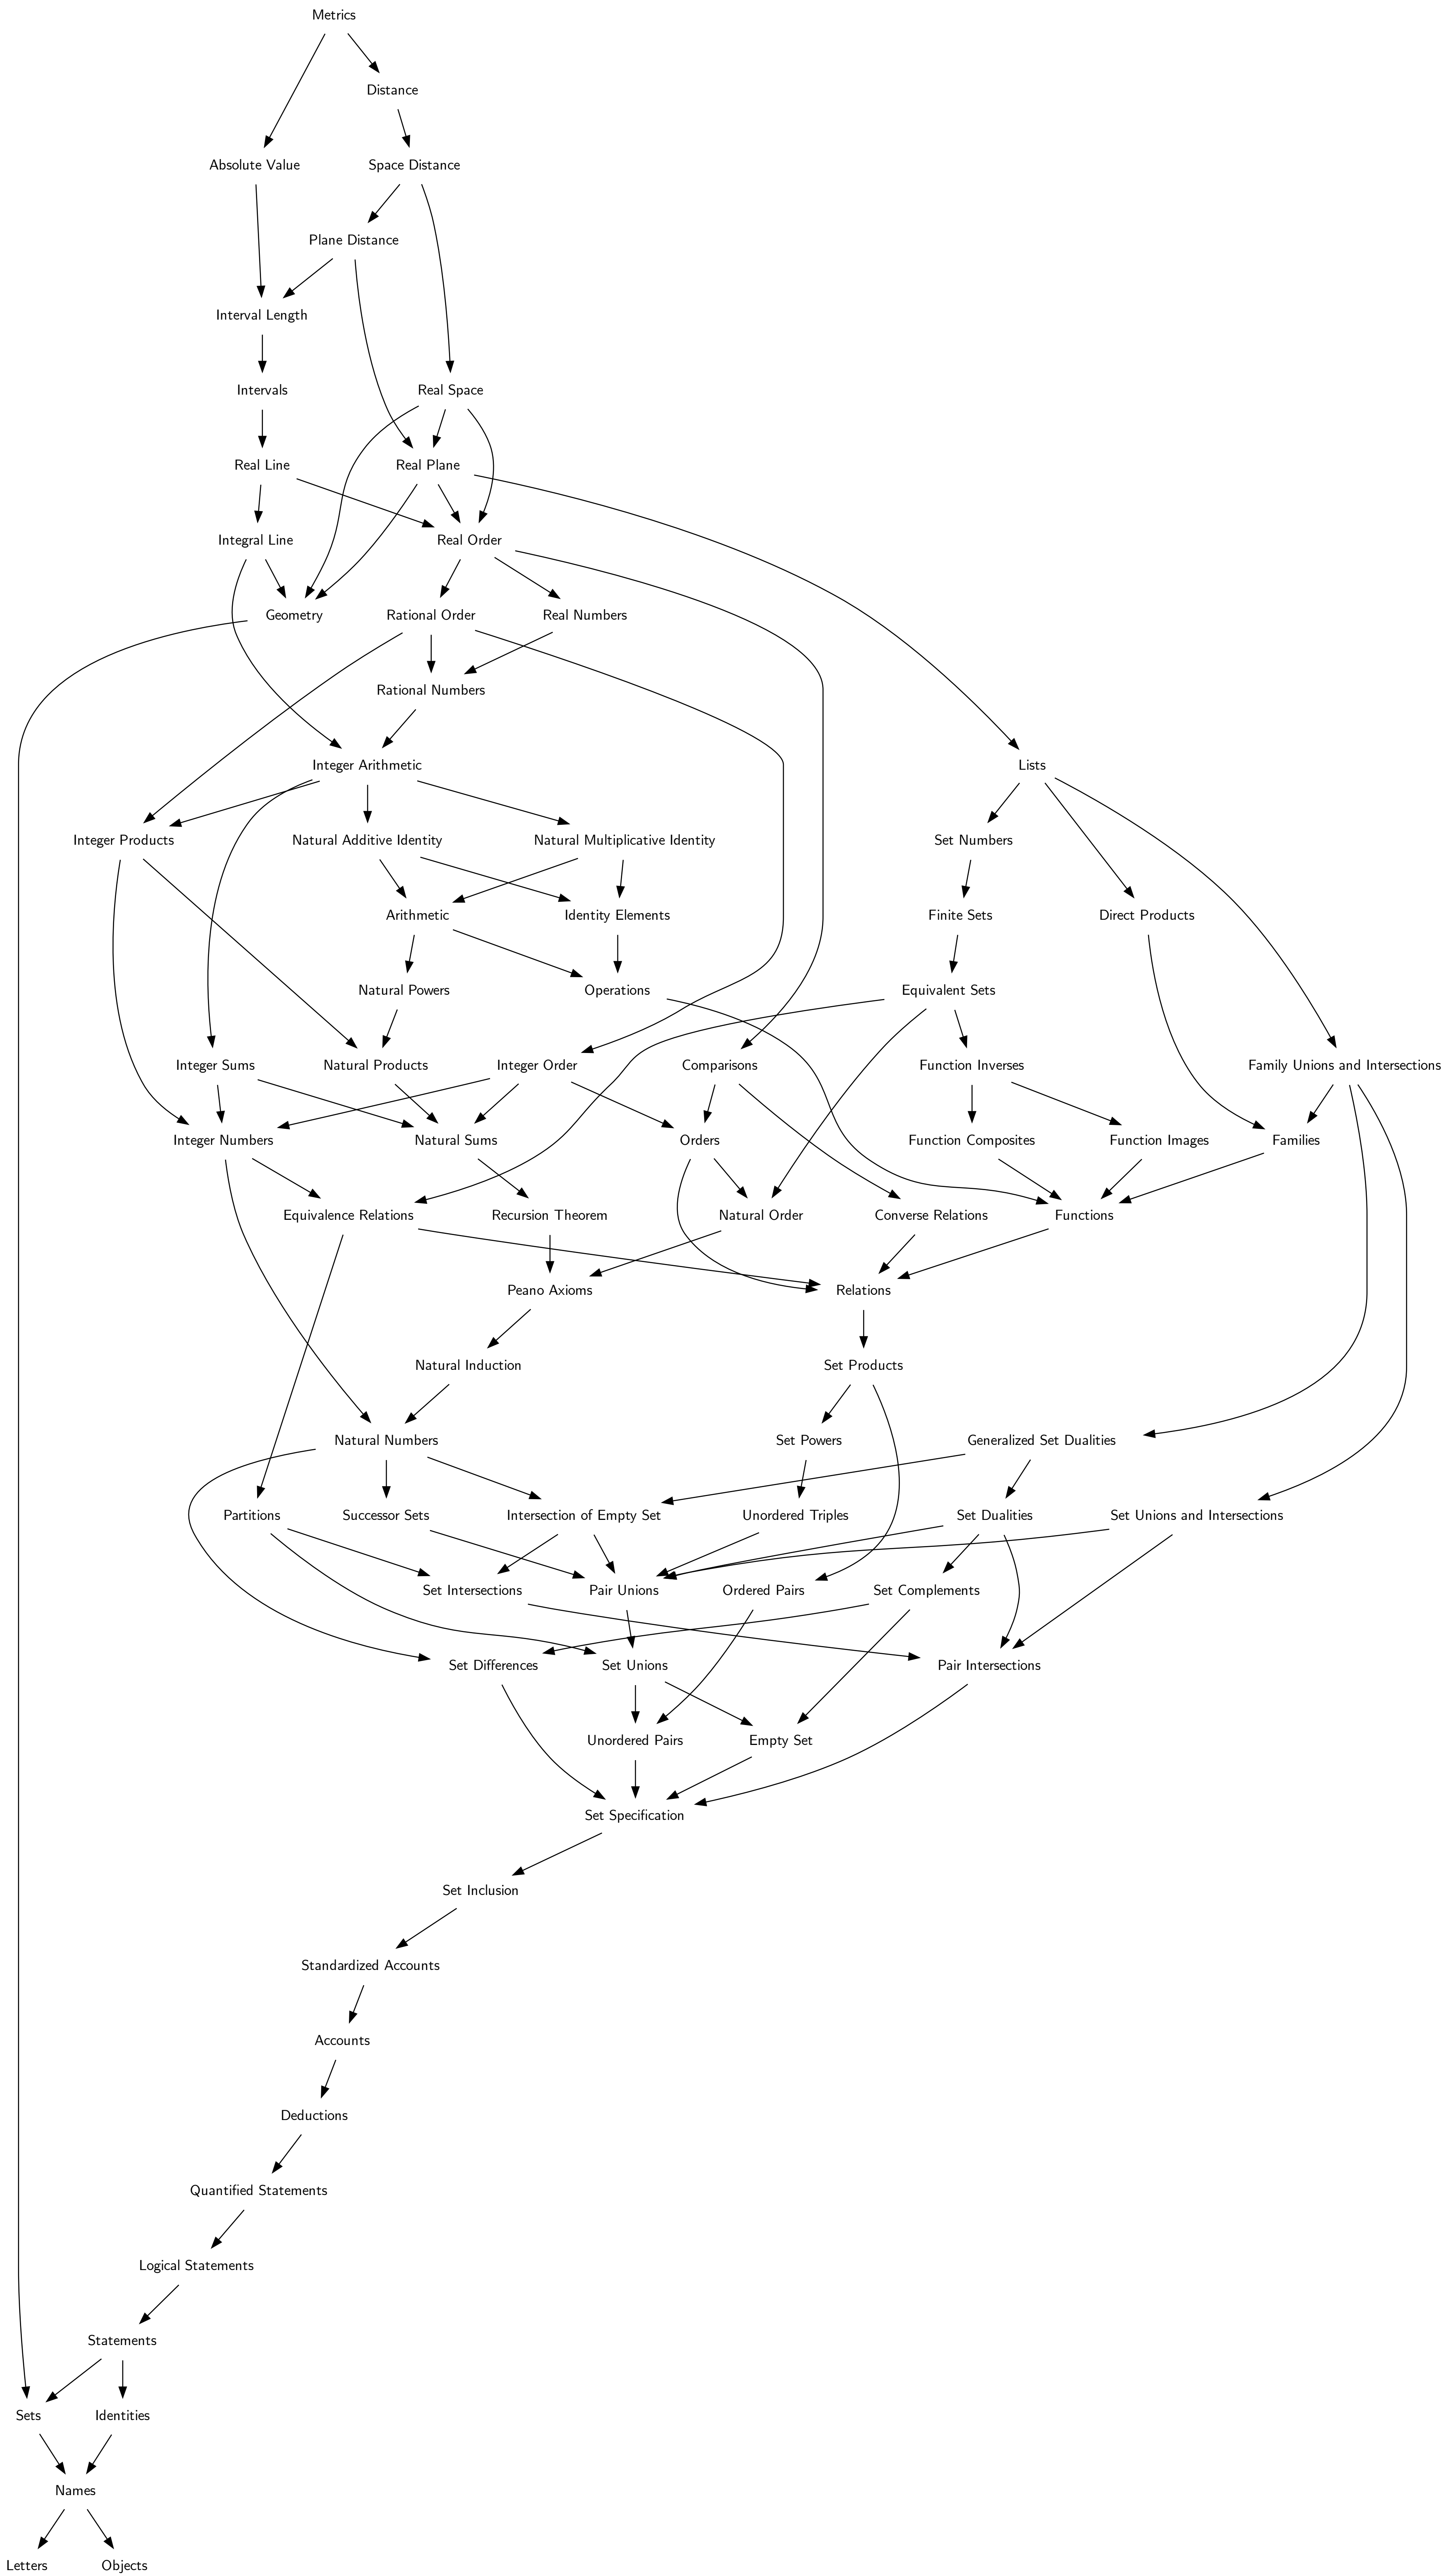 Metrics
Distance
Absolute Value
Space Distance
Plane Distance
Interval Length
Intervals
Real Space
Real Line
Real Plane
Integral Line
Real Order
Geometry
Rational Order
Real Numbers
Rational Numbers
Integer Arithmetic
Lists
Integer Products
Natural Additive Identity
Natural Multiplicative Identity
Set Numbers
Arithmetic
Identity Elements
Finite Sets
Direct Products
Natural Powers
Operations
Equivalent Sets
Integer Sums
Natural Products
Integer Order
Comparisons
Function Inverses
Family Unions and Intersections
Integer Numbers
Natural Sums
Orders
Function Composites
Function Images
Families
Equivalence Relations
Recursion Theorem
Natural Order
Converse Relations
Functions
Peano Axioms
Relations
Natural Induction
Set Products
Natural Numbers
Set Powers
Generalized Set Dualities
Partitions
Successor Sets
Intersection of Empty Set
Unordered Triples
Set Dualities
Set Unions and Intersections
Set Intersections
Pair Unions
Ordered Pairs
Set Complements
Set Differences
Set Unions
Pair Intersections
Unordered Pairs
Empty Set
Set Specification
Set Inclusion
Standardized Accounts
Accounts
Deductions
Quantified Statements
Logical Statements
Statements
Sets
Identities
Names
Letters
Objects